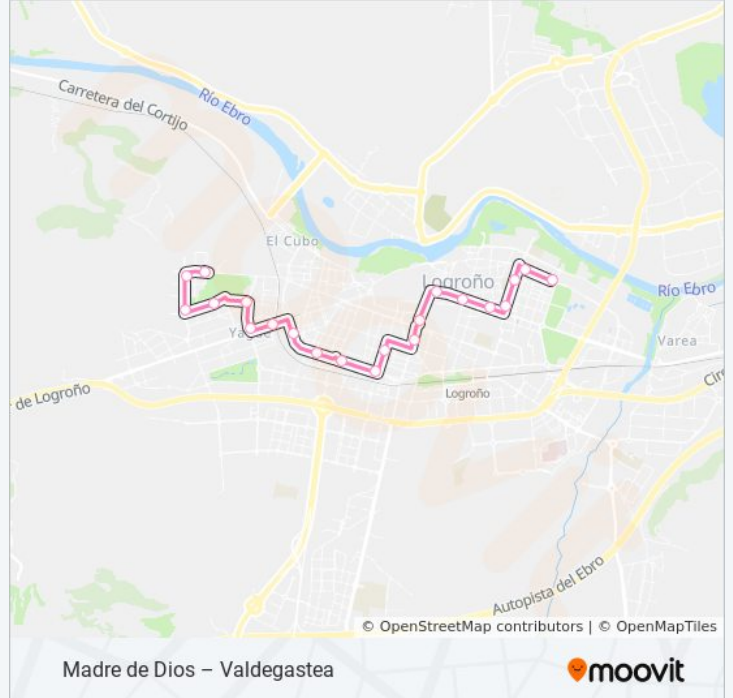 Carretera del Cortijo
Río Ebro
El Cubo
Logroño
Río Ebro
Yagüe
Varea
Logroño
de Logroño
Circ
Autopista del Ebro
© OpenStreetMap contributors | © OpenMapTiles
Madre de Dios – Valdegastea
moovit